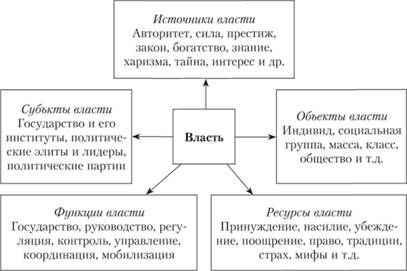 Источники власти
Авторитет, сила, престиж,
закон, богатство, знание,
харизма, тайна, интерес и др.
Субъекты власти
Государство и его
институты, политиче-
ские элиты и лидеры,
политические партии
Власть
Объекты власти
Индивид, социальная
группа, масса, класс,
общество и т.д.
Функции власти
Государство, руководство, регу-
ляция, контроль, управление,
координация, мобилизация
Ресурсы власти
Принуждение, насилие, убежде-
ние, поощрение, право, традиции,
страх, мифы и т.д.